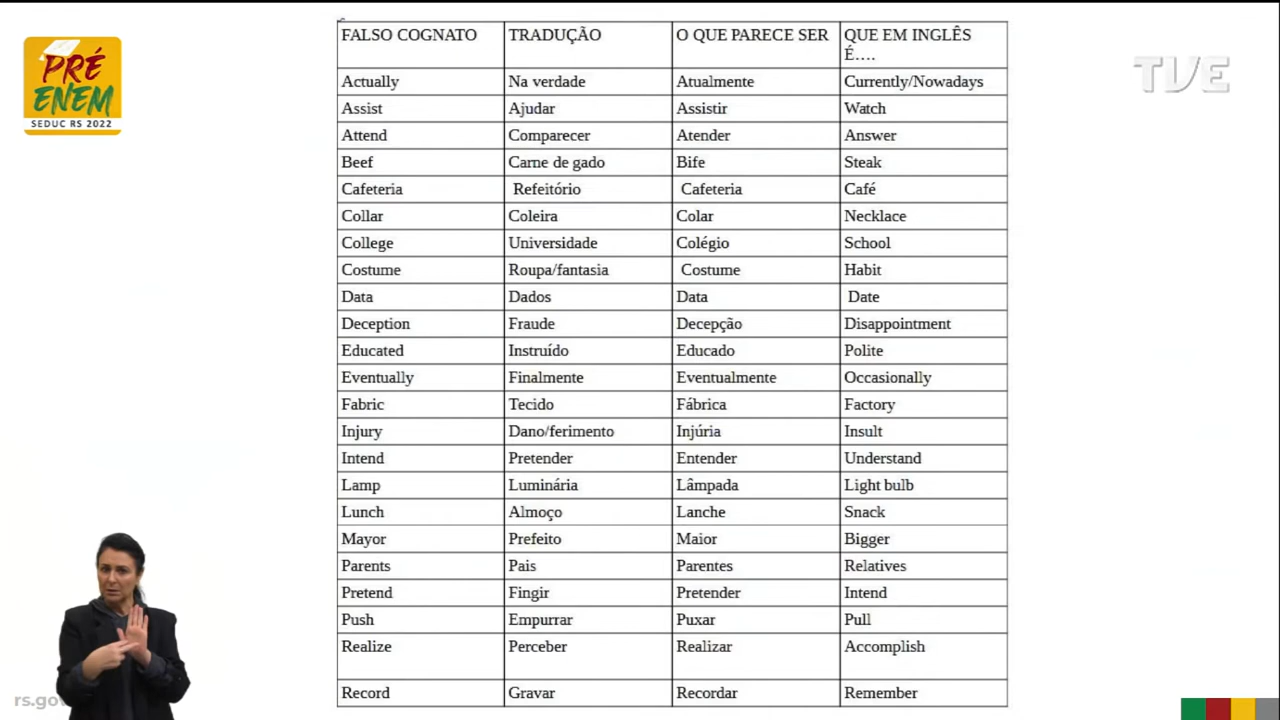 PRÉ
ENEM
SEDUC RS 2022
TVE
FALSO COGNATO TRADUÇÃO O QUE PARECE SER QUE EM INGLÊS
É....
Actually Na verdade Atualmente Currently/Nowadays
Assist Ajudar Assistir Watch
Attend Comparecer Atender Answer
Beef Carne de gado Bife Steak
Cafeteria Refeitório Cafeteria Café
Collar Coleira Colar Necklace
College Universidade Colégio School
Costume Roupa/fantasia Costume Habit
Data Dados Data Date
Deception Fraude Decepção Disappointment
Educated Instruído Educado Polite
Eventually Finalmente Eventualmente Occasionally
Fabric Tecido Fábrica Factory
Injury Dano/ferimento Injúria Insult
Intend Pretender Entender Understand
Lamp Luminária Lâmpada Light bulb
Lunch Almoço Lanche Snack
Mayor Prefeito Maior Bigger
Parents Pais Parentes Relatives
Pretend Fingir Pretender Intend
Push Empurrar Puxar Pull
Realize Perceber Realizar Accomplish
Record Gravar Recordar Remember